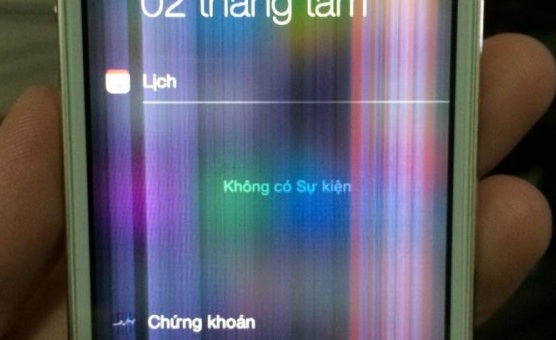 02 tháng tám
Lịch
Không có Sự kiện
Chứng khoán